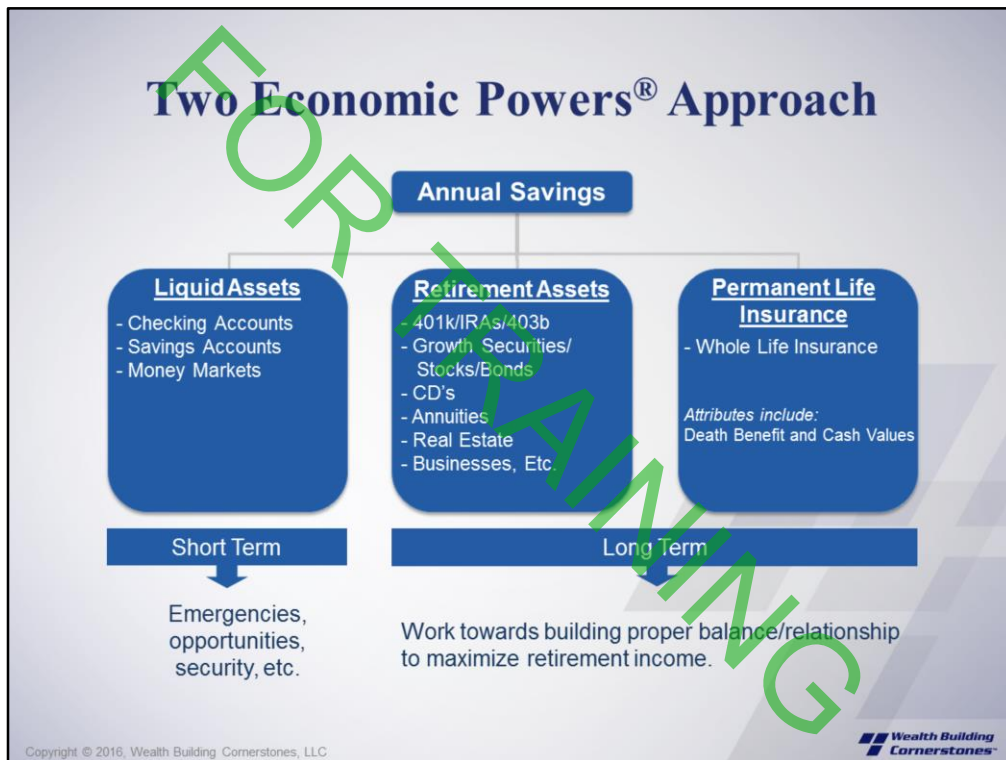 Two Economic Powers® Approach
Annual Savings
Liquid Assets
- Checking Accounts
- Savings Accounts
- Money Markets
Retirement Assets
- 401k/IRAs/403b
- Growth Securities/
Stocks/Bonds
- CD's
- Annuities
- Real Estate
- Businesses, Etc.
Permanent Life
Insurance
- Whole Life Insurance
Attributes include:
Death Benefit and Cash Values
Short Term
Long Term
Emergencies,
opportunities,
security, etc.
Work towards building proper balance/relationship
to maximize retirement income.
FOR TRAINING
Copyright © 2016, Wealth Building Cornerstones, LLC
Wealth Building
Cornerstones™